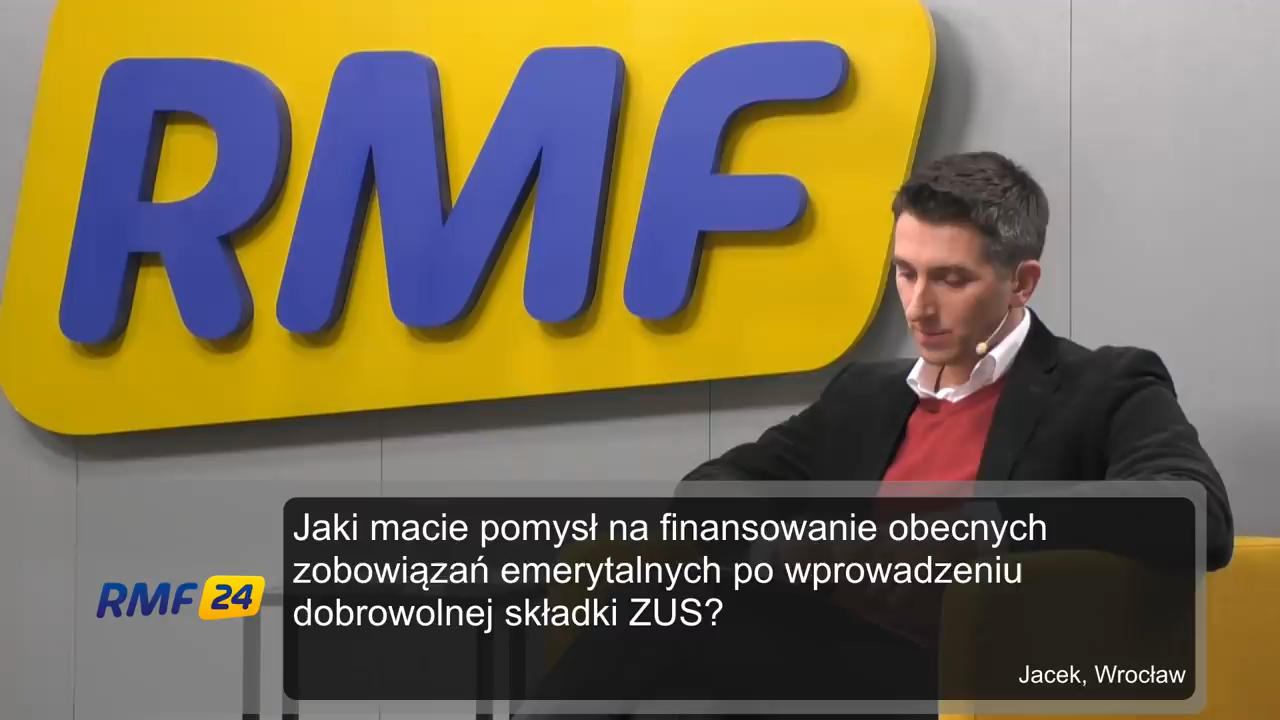 RMF
Jaki macie pomysł na finansowanie obecnych
zobowiązań emerytalnych po wprowadzeniu
dobrowolnej składki ZUS?
RMF 24
Jacek, Wrocław